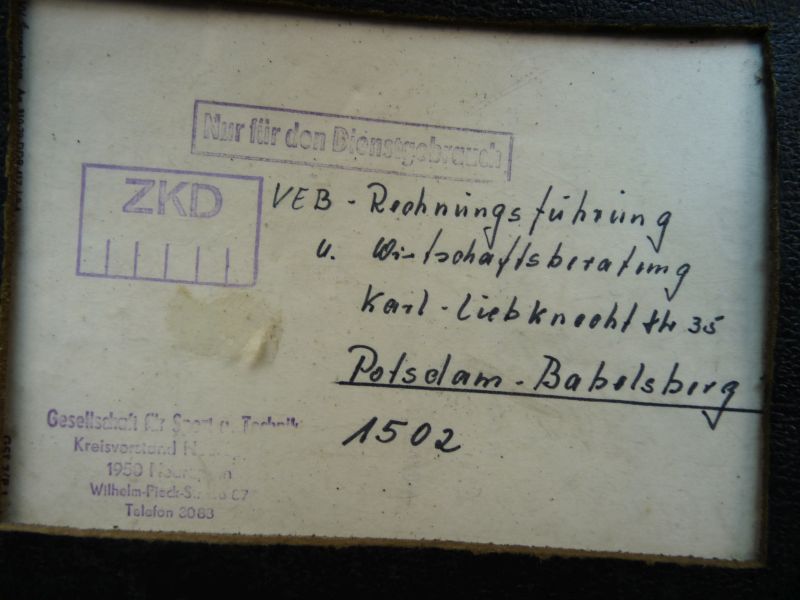 Nur für den Dienstgebrauch
ZKD
VEB - Rechnungsführung
u. Wirtschaftsberatung
Karl-Liebknecht Str 35
Potsdam-Babelsberg
1502
Gesellschaft für Sport u. Technik
Kreisvorstand
1950
Wilhelm-Pieck-Str.
Telefon 3083